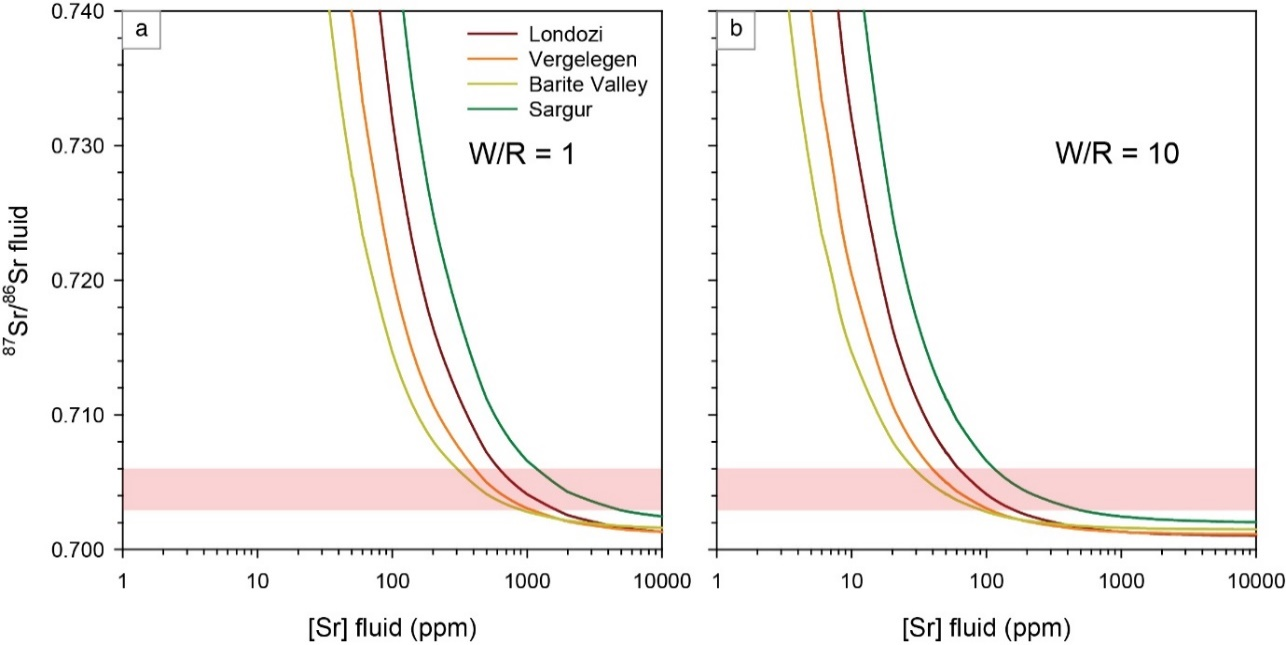 a
b
0.740
0.730
0.720
0.710
0.700
⁸⁷Sr/⁸⁶Sr fluid
Londozi
Vergelegen
Barite Valley
Sargur
W/R = 1
W/R = 10
1 10 100 1000 10000
1 10 100 1000 10000
[Sr] fluid (ppm)
[Sr] fluid (ppm)